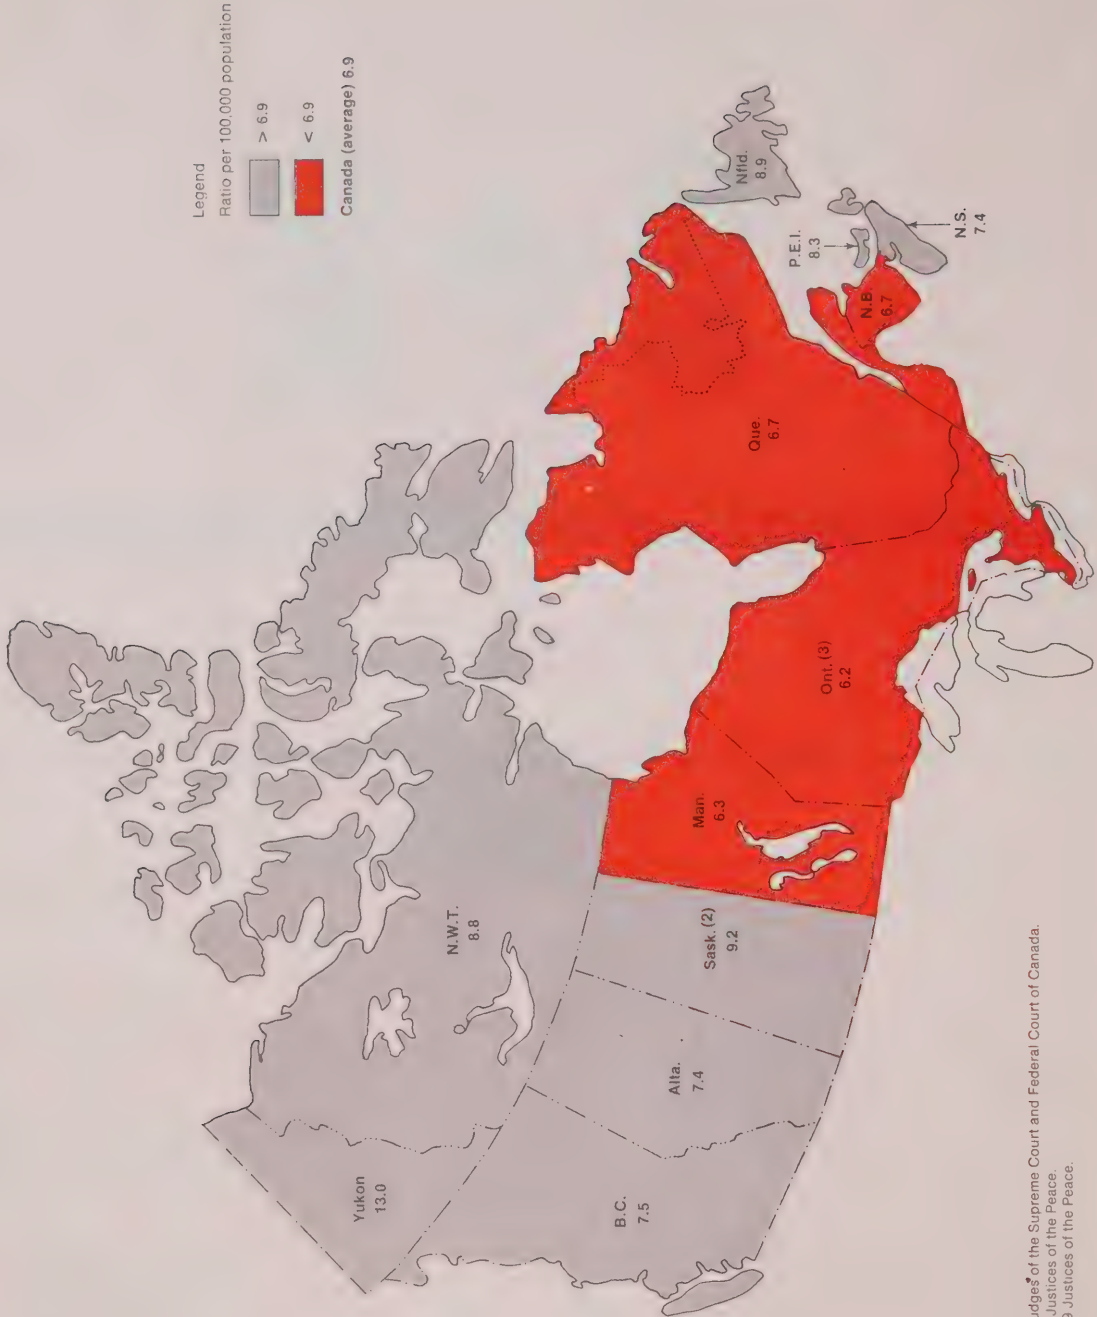 Legend
Ratio per 100,000 population
> 6.9
< 6.9
Canada (average) 6.9
Yukon
13.0
N.W.T.
8.8
B.C.
7.5
Alta.
7.4
Sask.(2)
9.2
Man.
6.3
Ont.(3)
6.2
Que.
6.7
N.B.
6.7
P.E.I.
8.3
N.S.
7.4
Nfld.
8.9
of the Supreme Court and Federal Court of Canada.
Justices of the Peace.
Justices of the Peace.